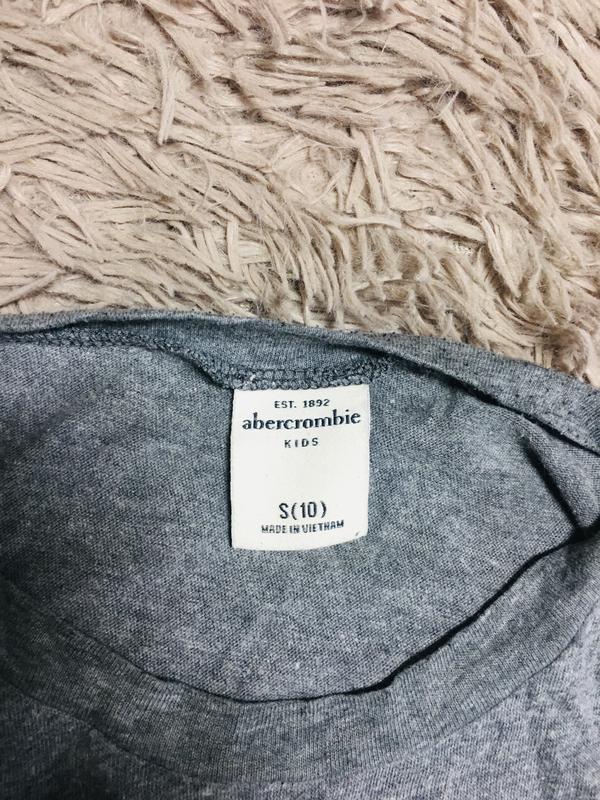 EST. 1892
abercrombie
KIDS
S(10)
MADE IN VIETNAM